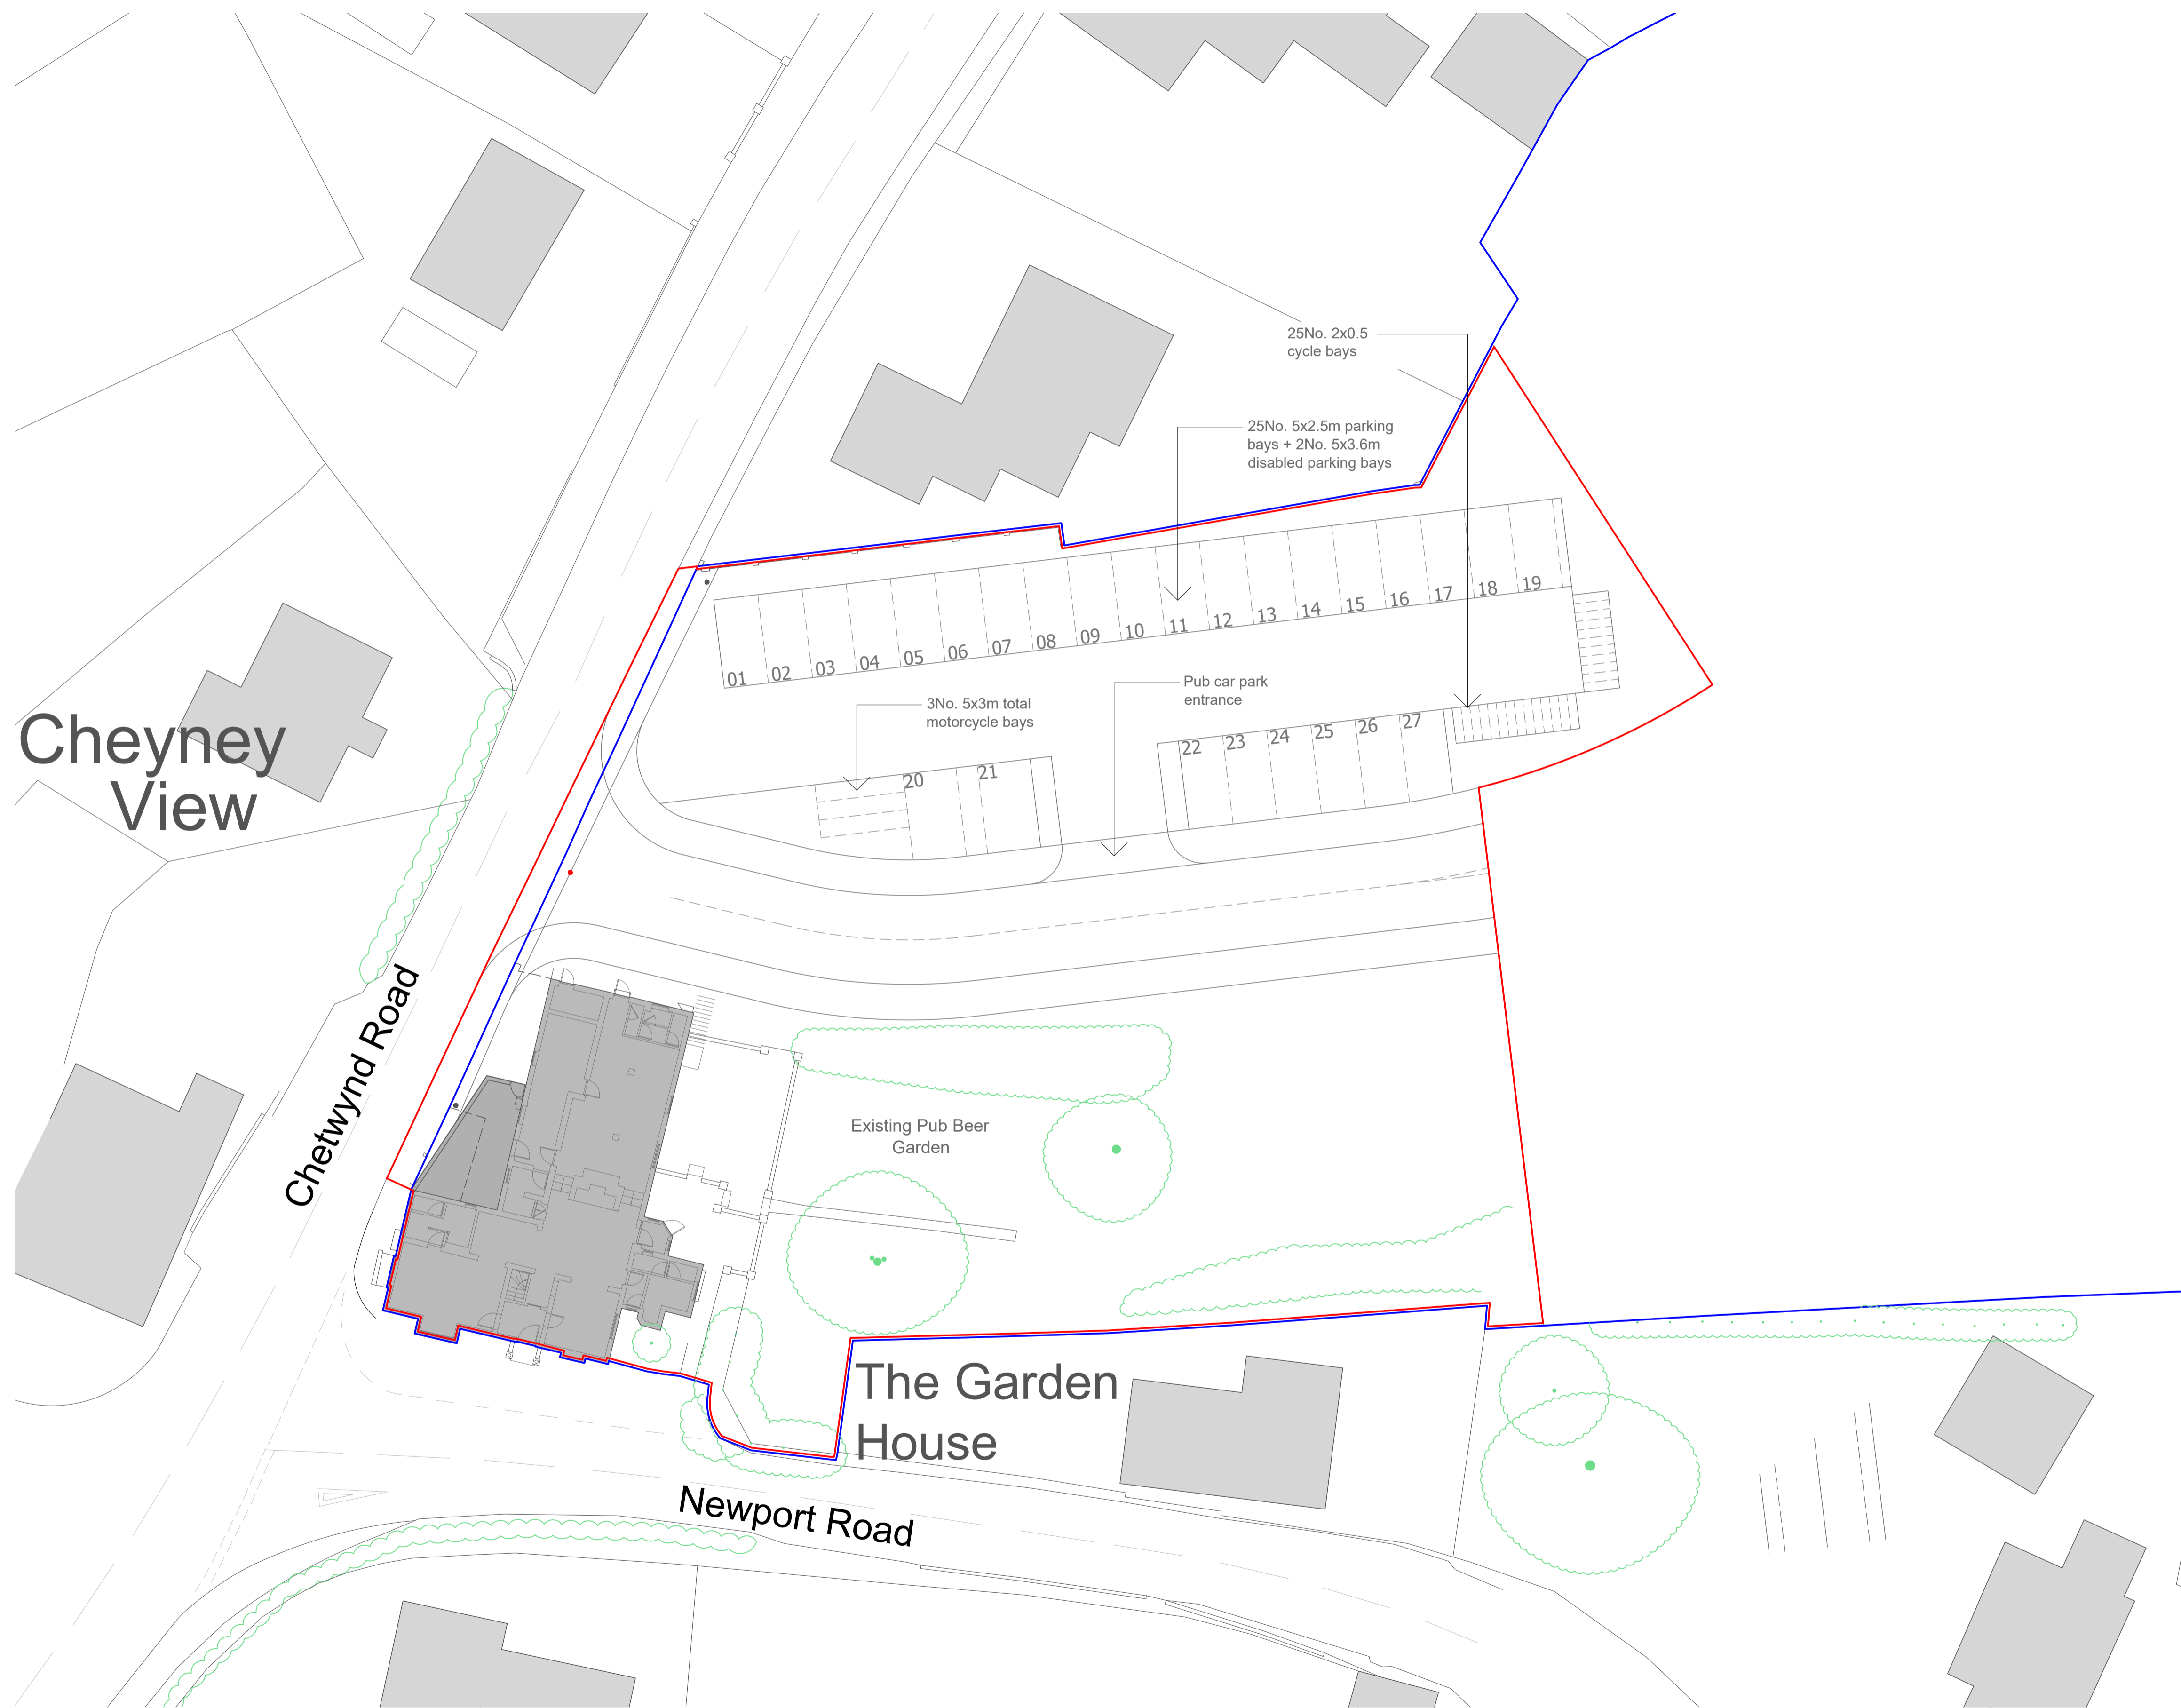 25No. 2x0.5
cycle bays
25No. 5x2.5m parking
bays + 2No. 5x3.6m
disabled parking bays
01
02
03
04
05
06
07
08
09
10
11
12
13
14
15
16
17
18
19
Pub car park
entrance
3No. 5x3m total
motorcycle bays
20
21
22
23
24
25
26
27
Cheyney
View
Chetwynd Road
Existing Pub Beer
Garden
The Garden
House
Newport Road